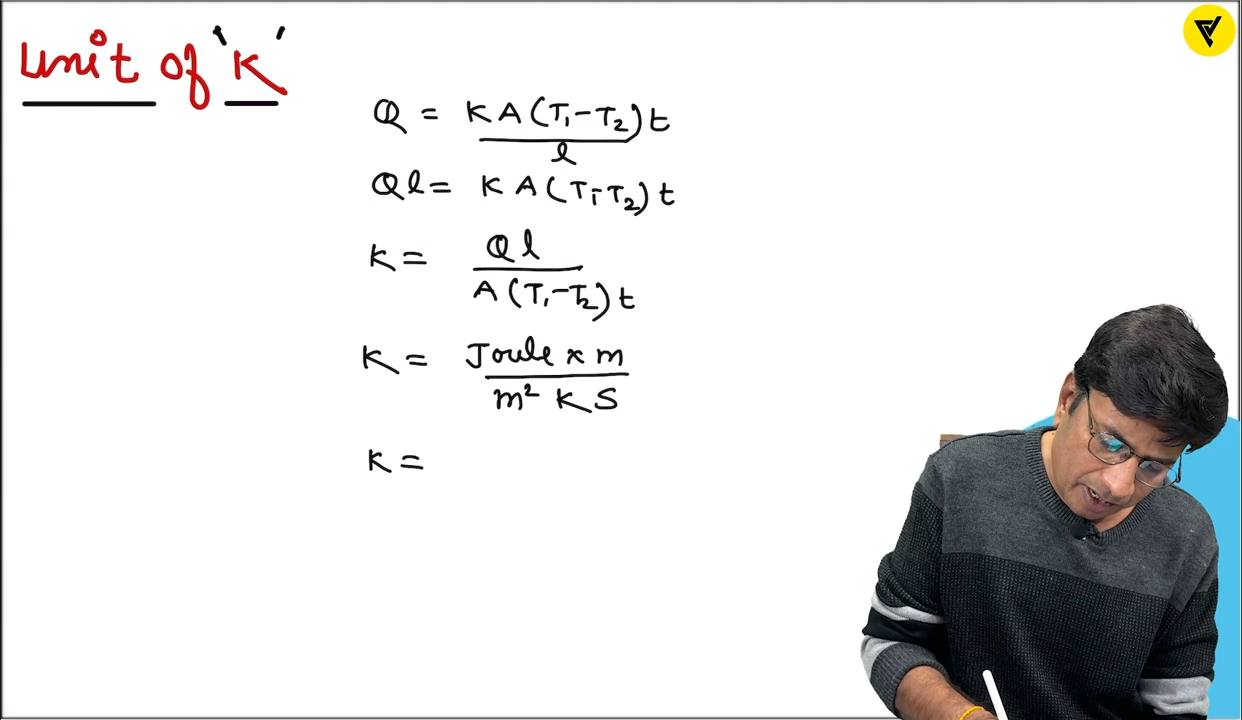 unit of 'K'
Q = KA(T₁-T₂)t / l
Ql = KA(T₁-T₂)t
K = Ql / A(T₁-T₂)t
K = Joule x m / m² K S
K =